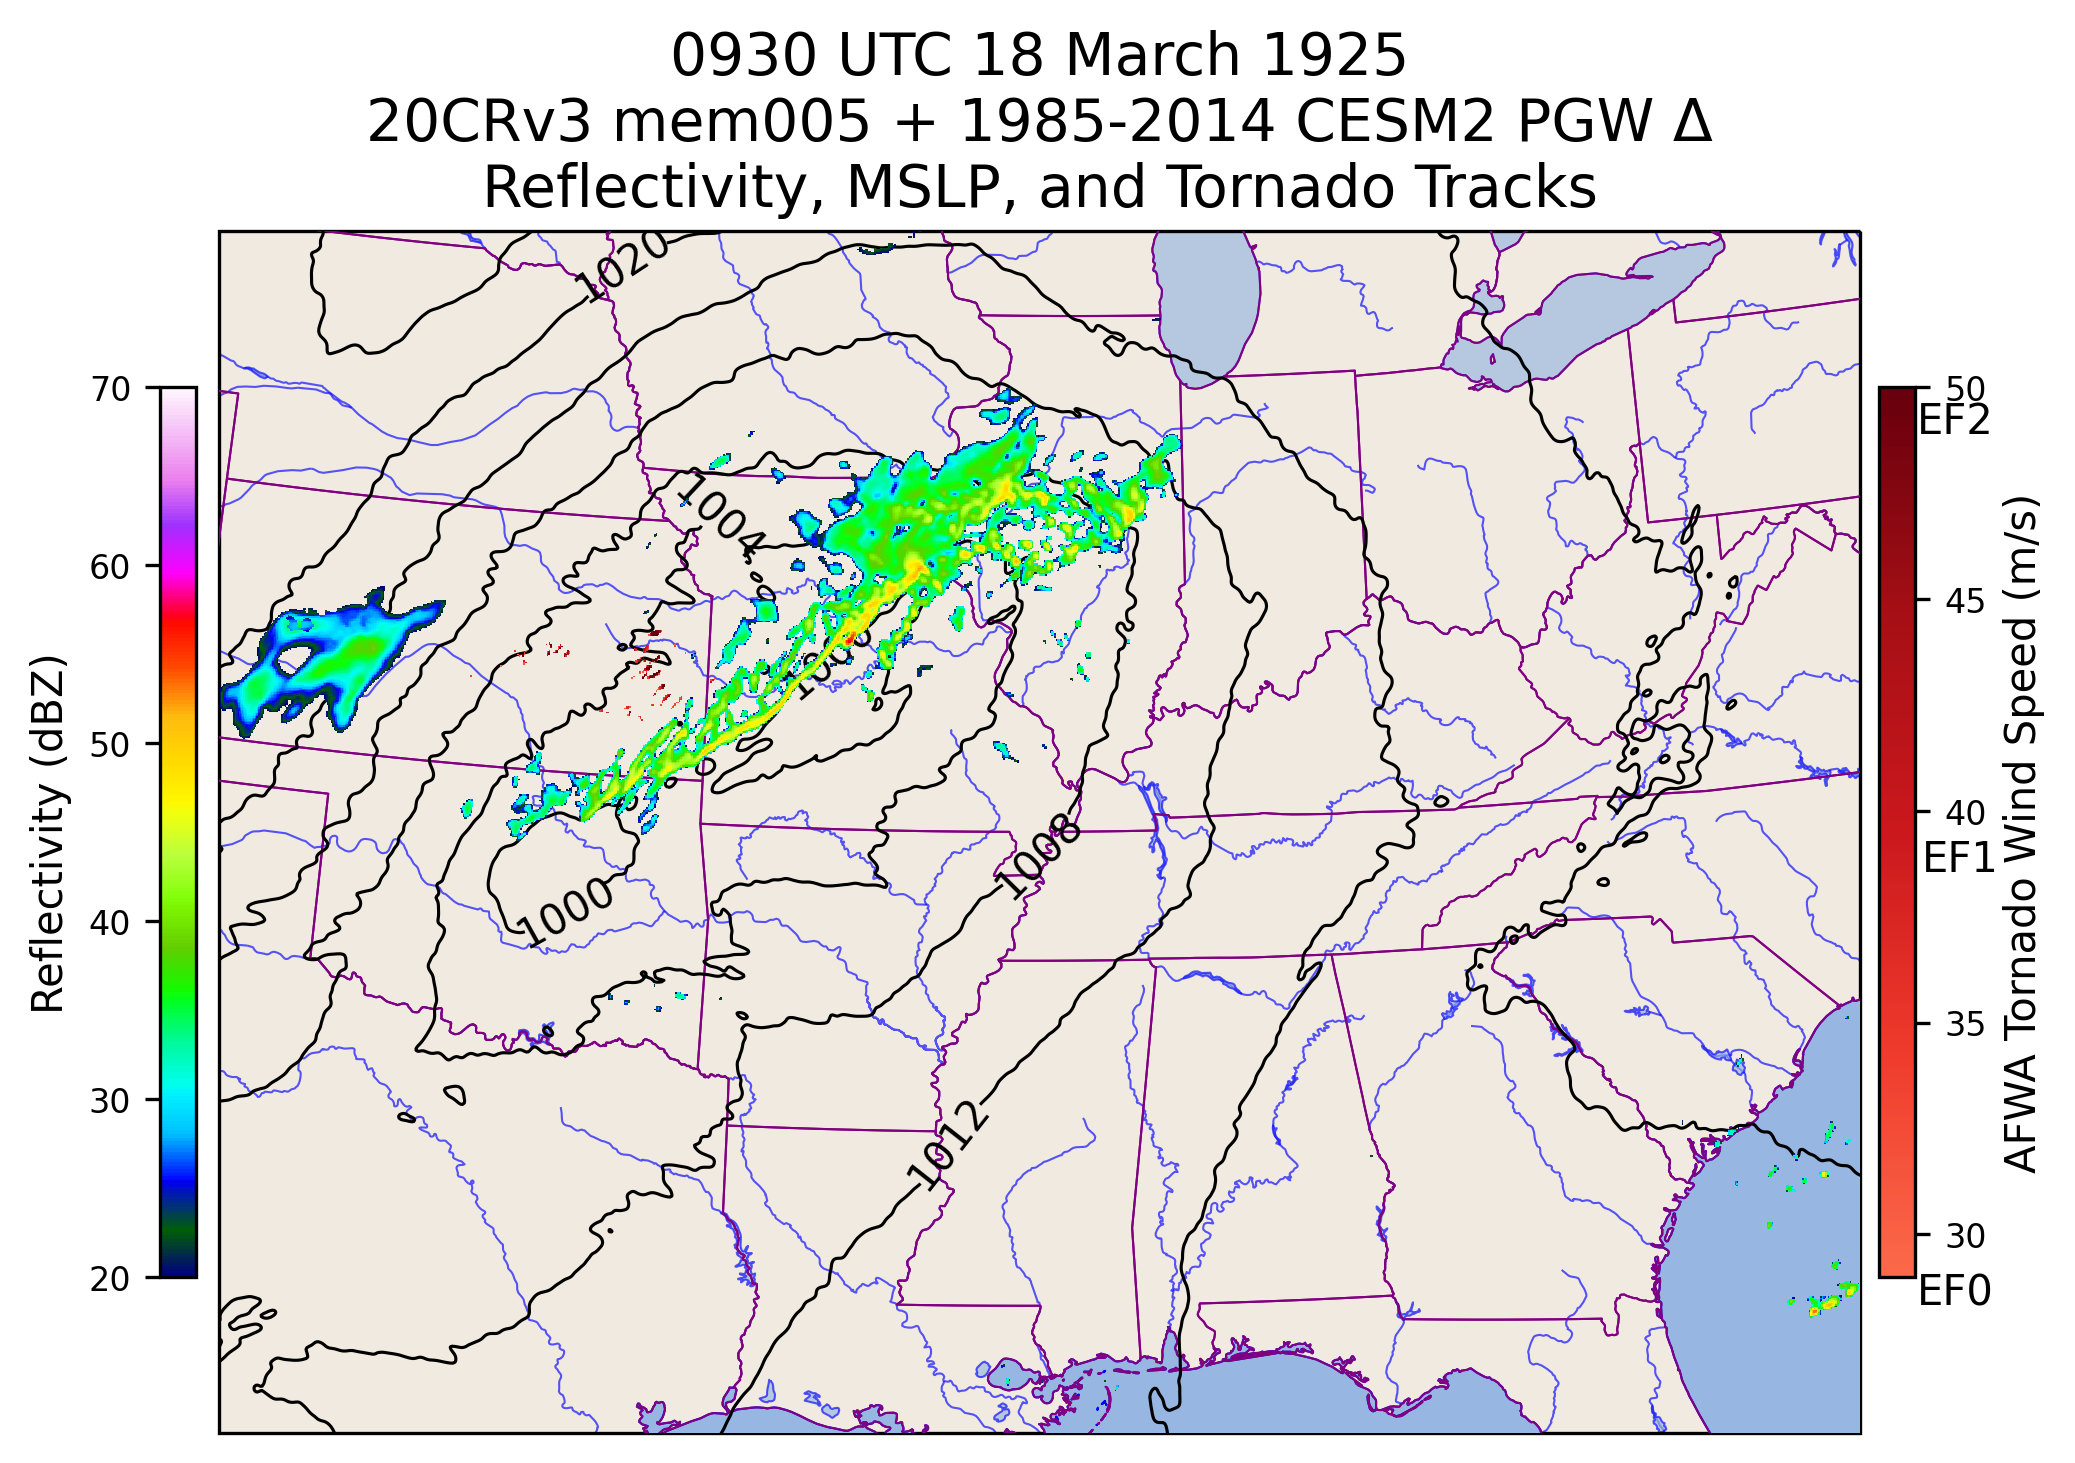 0930 UTC 18 March 1925
20CRv3 mem005 + 1985-2014 CESM2 PGW Δ
Reflectivity, MSLP, and Tornado Tracks
Reflectivity (dBZ)
70
60
50
40
30
20
1020
1004
1008
1000
1012
50
EF2
45
40
EF1
35
30
EF0
AFWA Tornado Wind Speed (m/s)